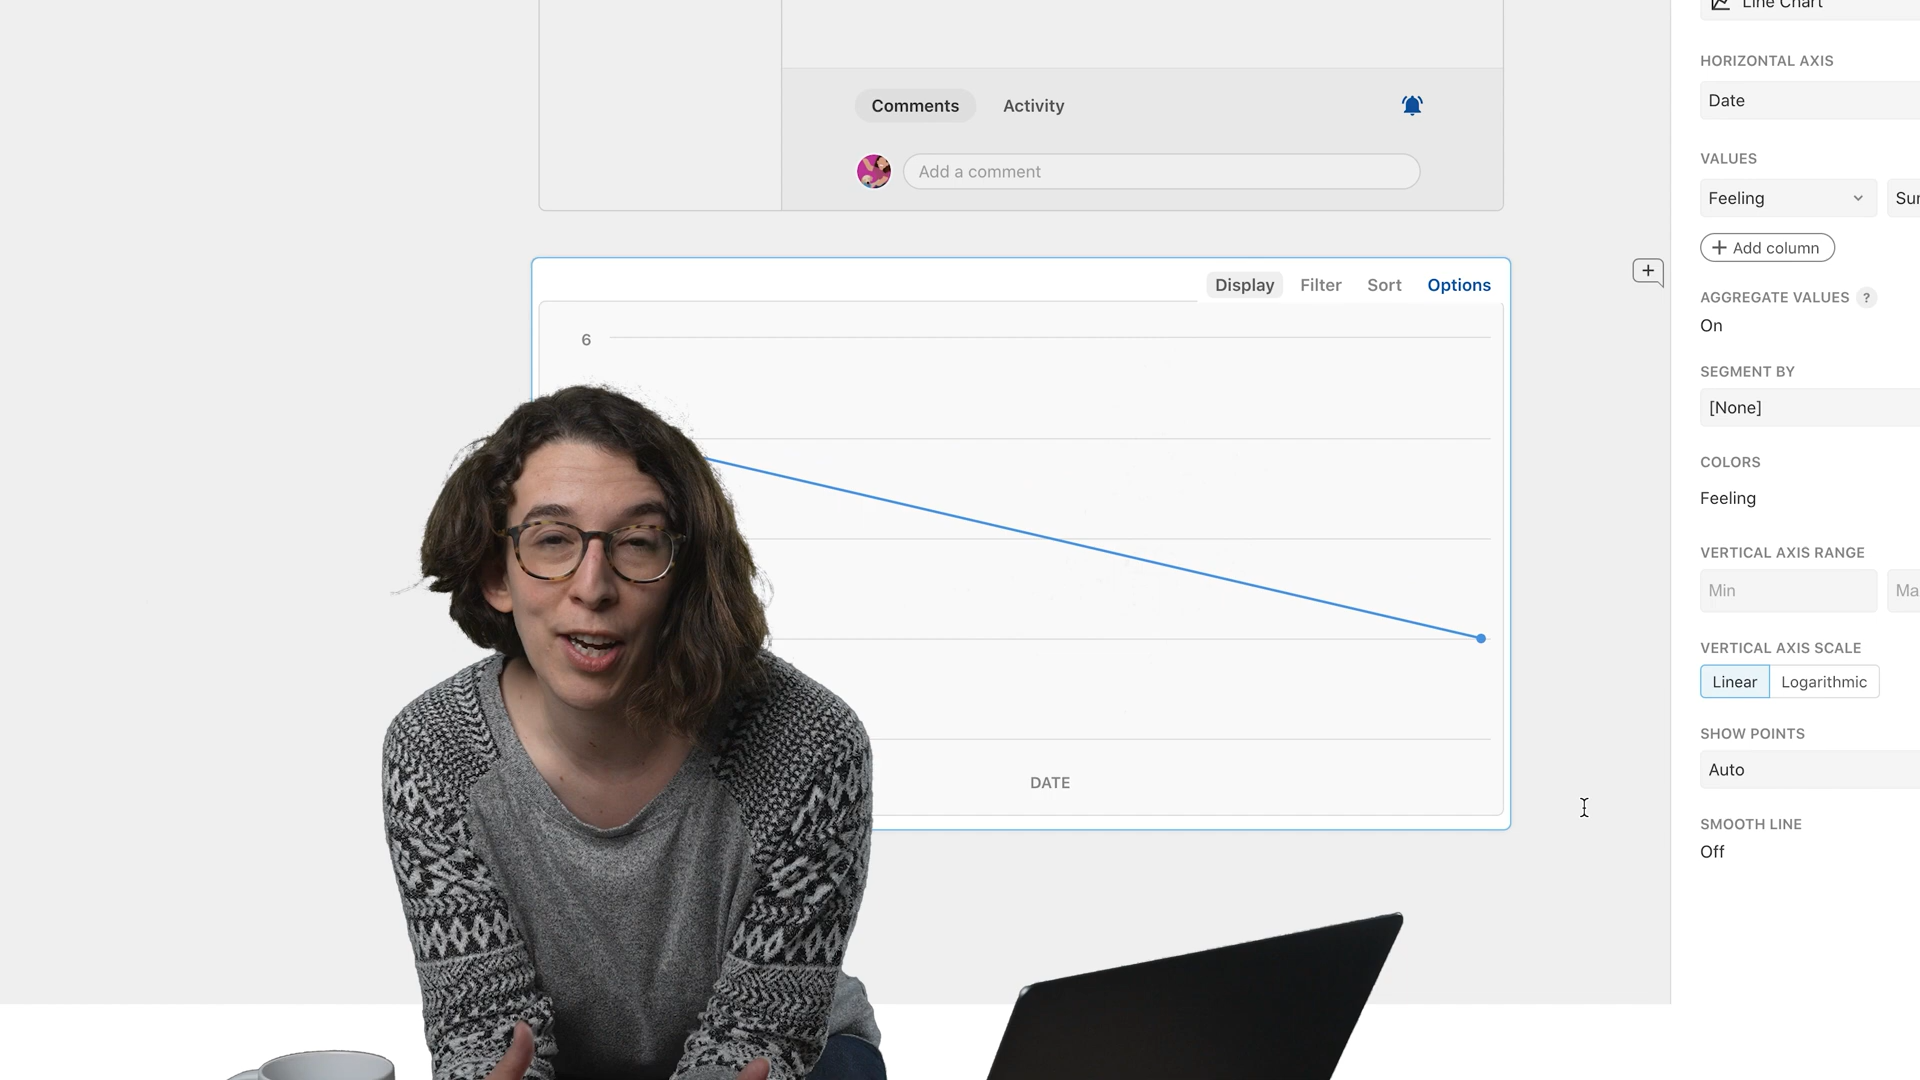 Line Chart
HORIZONTAL AXIS
Date
VALUES
Feeling
Add column
AGGREGATE VALUES ?
On
SEGMENT BY
[None]
COLORS
Feeling
VERTICAL AXIS RANGE
Min
VERTICAL AXIS SCALE
Linear Logarithmic
SHOW POINTS
Auto
SMOOTH LINE
Off
Comments Activity
Add a comment
Display Filter Sort Options
6
DATE